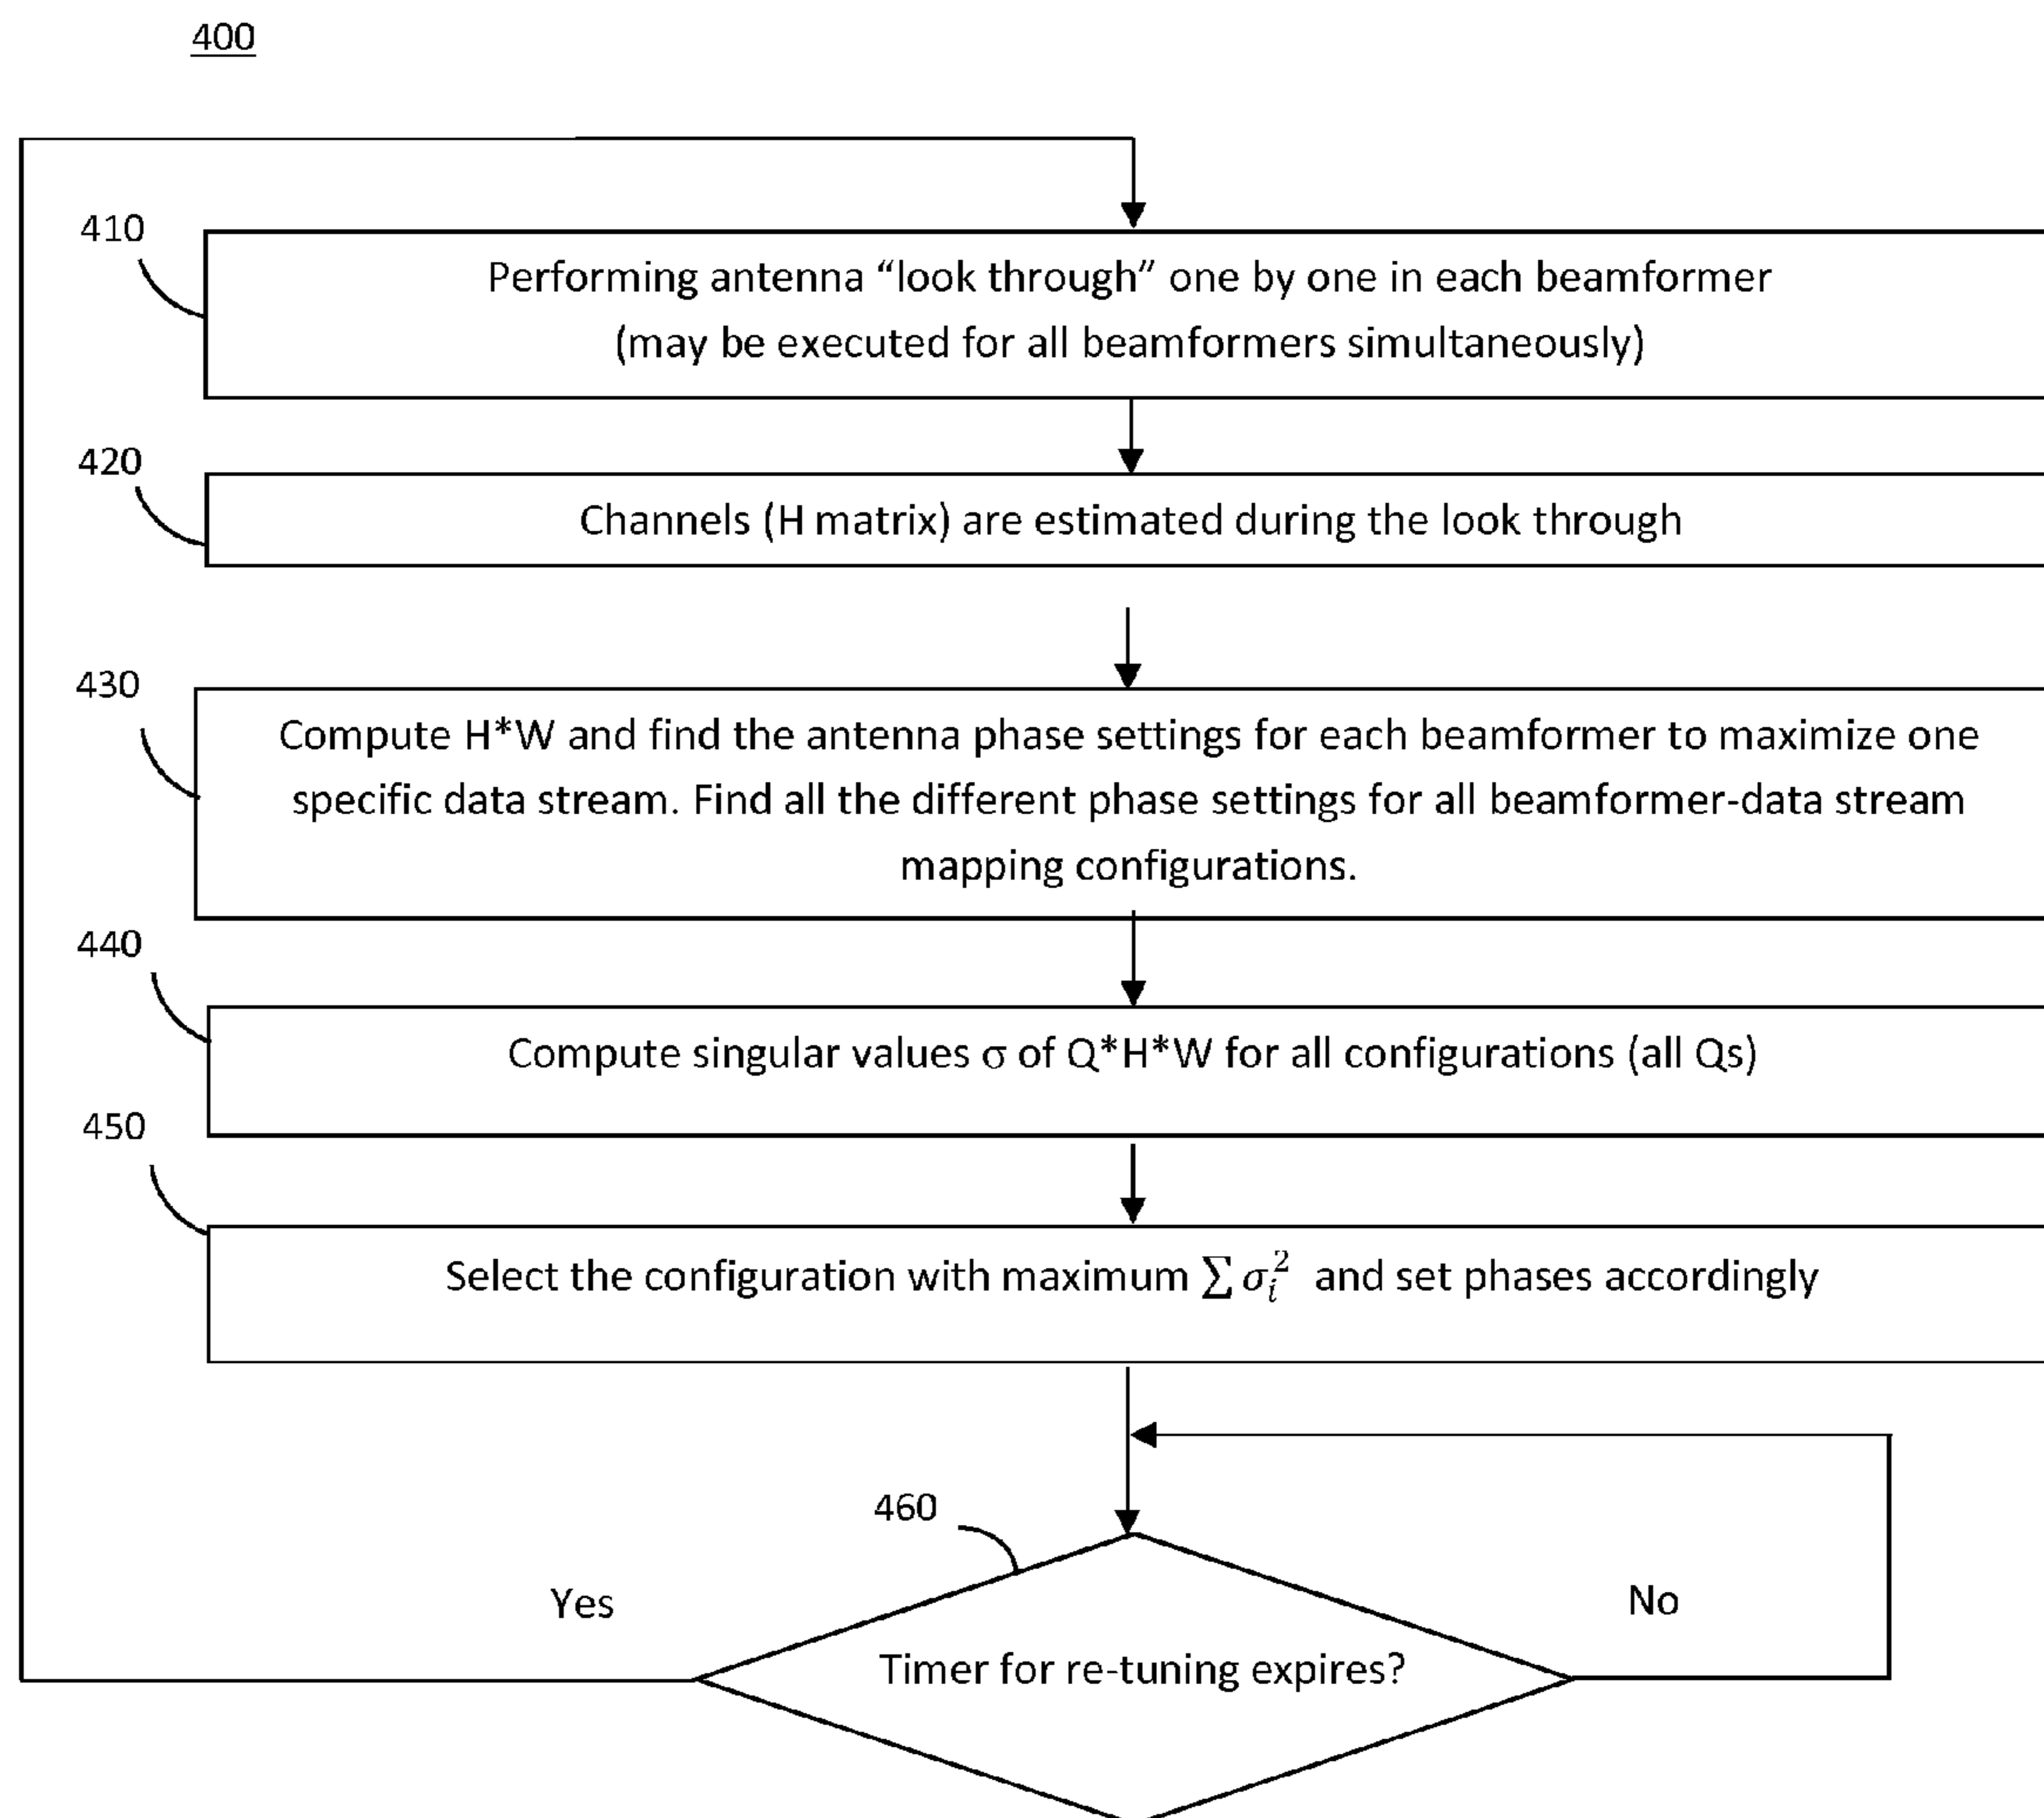 400
410
Performing antenna “look through” one by one in each beamformer
(may be executed for all beamformers simultaneously)
420
Channels (H matrix) are estimated during the look through
430
Compute H*W and find the antenna phase settings for each beamformer to maximize one
specific data stream. Find all the different phase settings for all beamformer-data stream
mapping configurations.
440
Compute singular values σ of Q*H*W for all configurations (all Qs)
450
Select the configuration with maximum ∑ σᵢ² and set phases accordingly
460
Yes
No
Timer for re-tuning expires?